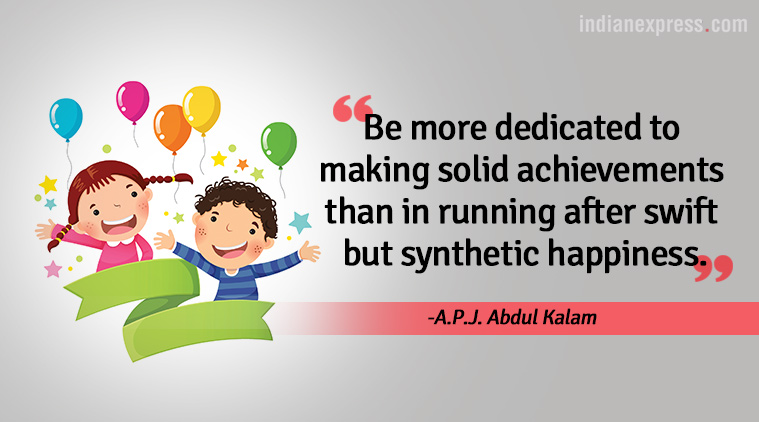 indianexpress.com
“Be more dedicated to
making solid achievements
than in running after swift
but synthetic happiness.”
-A.P.J. Abdul Kalam